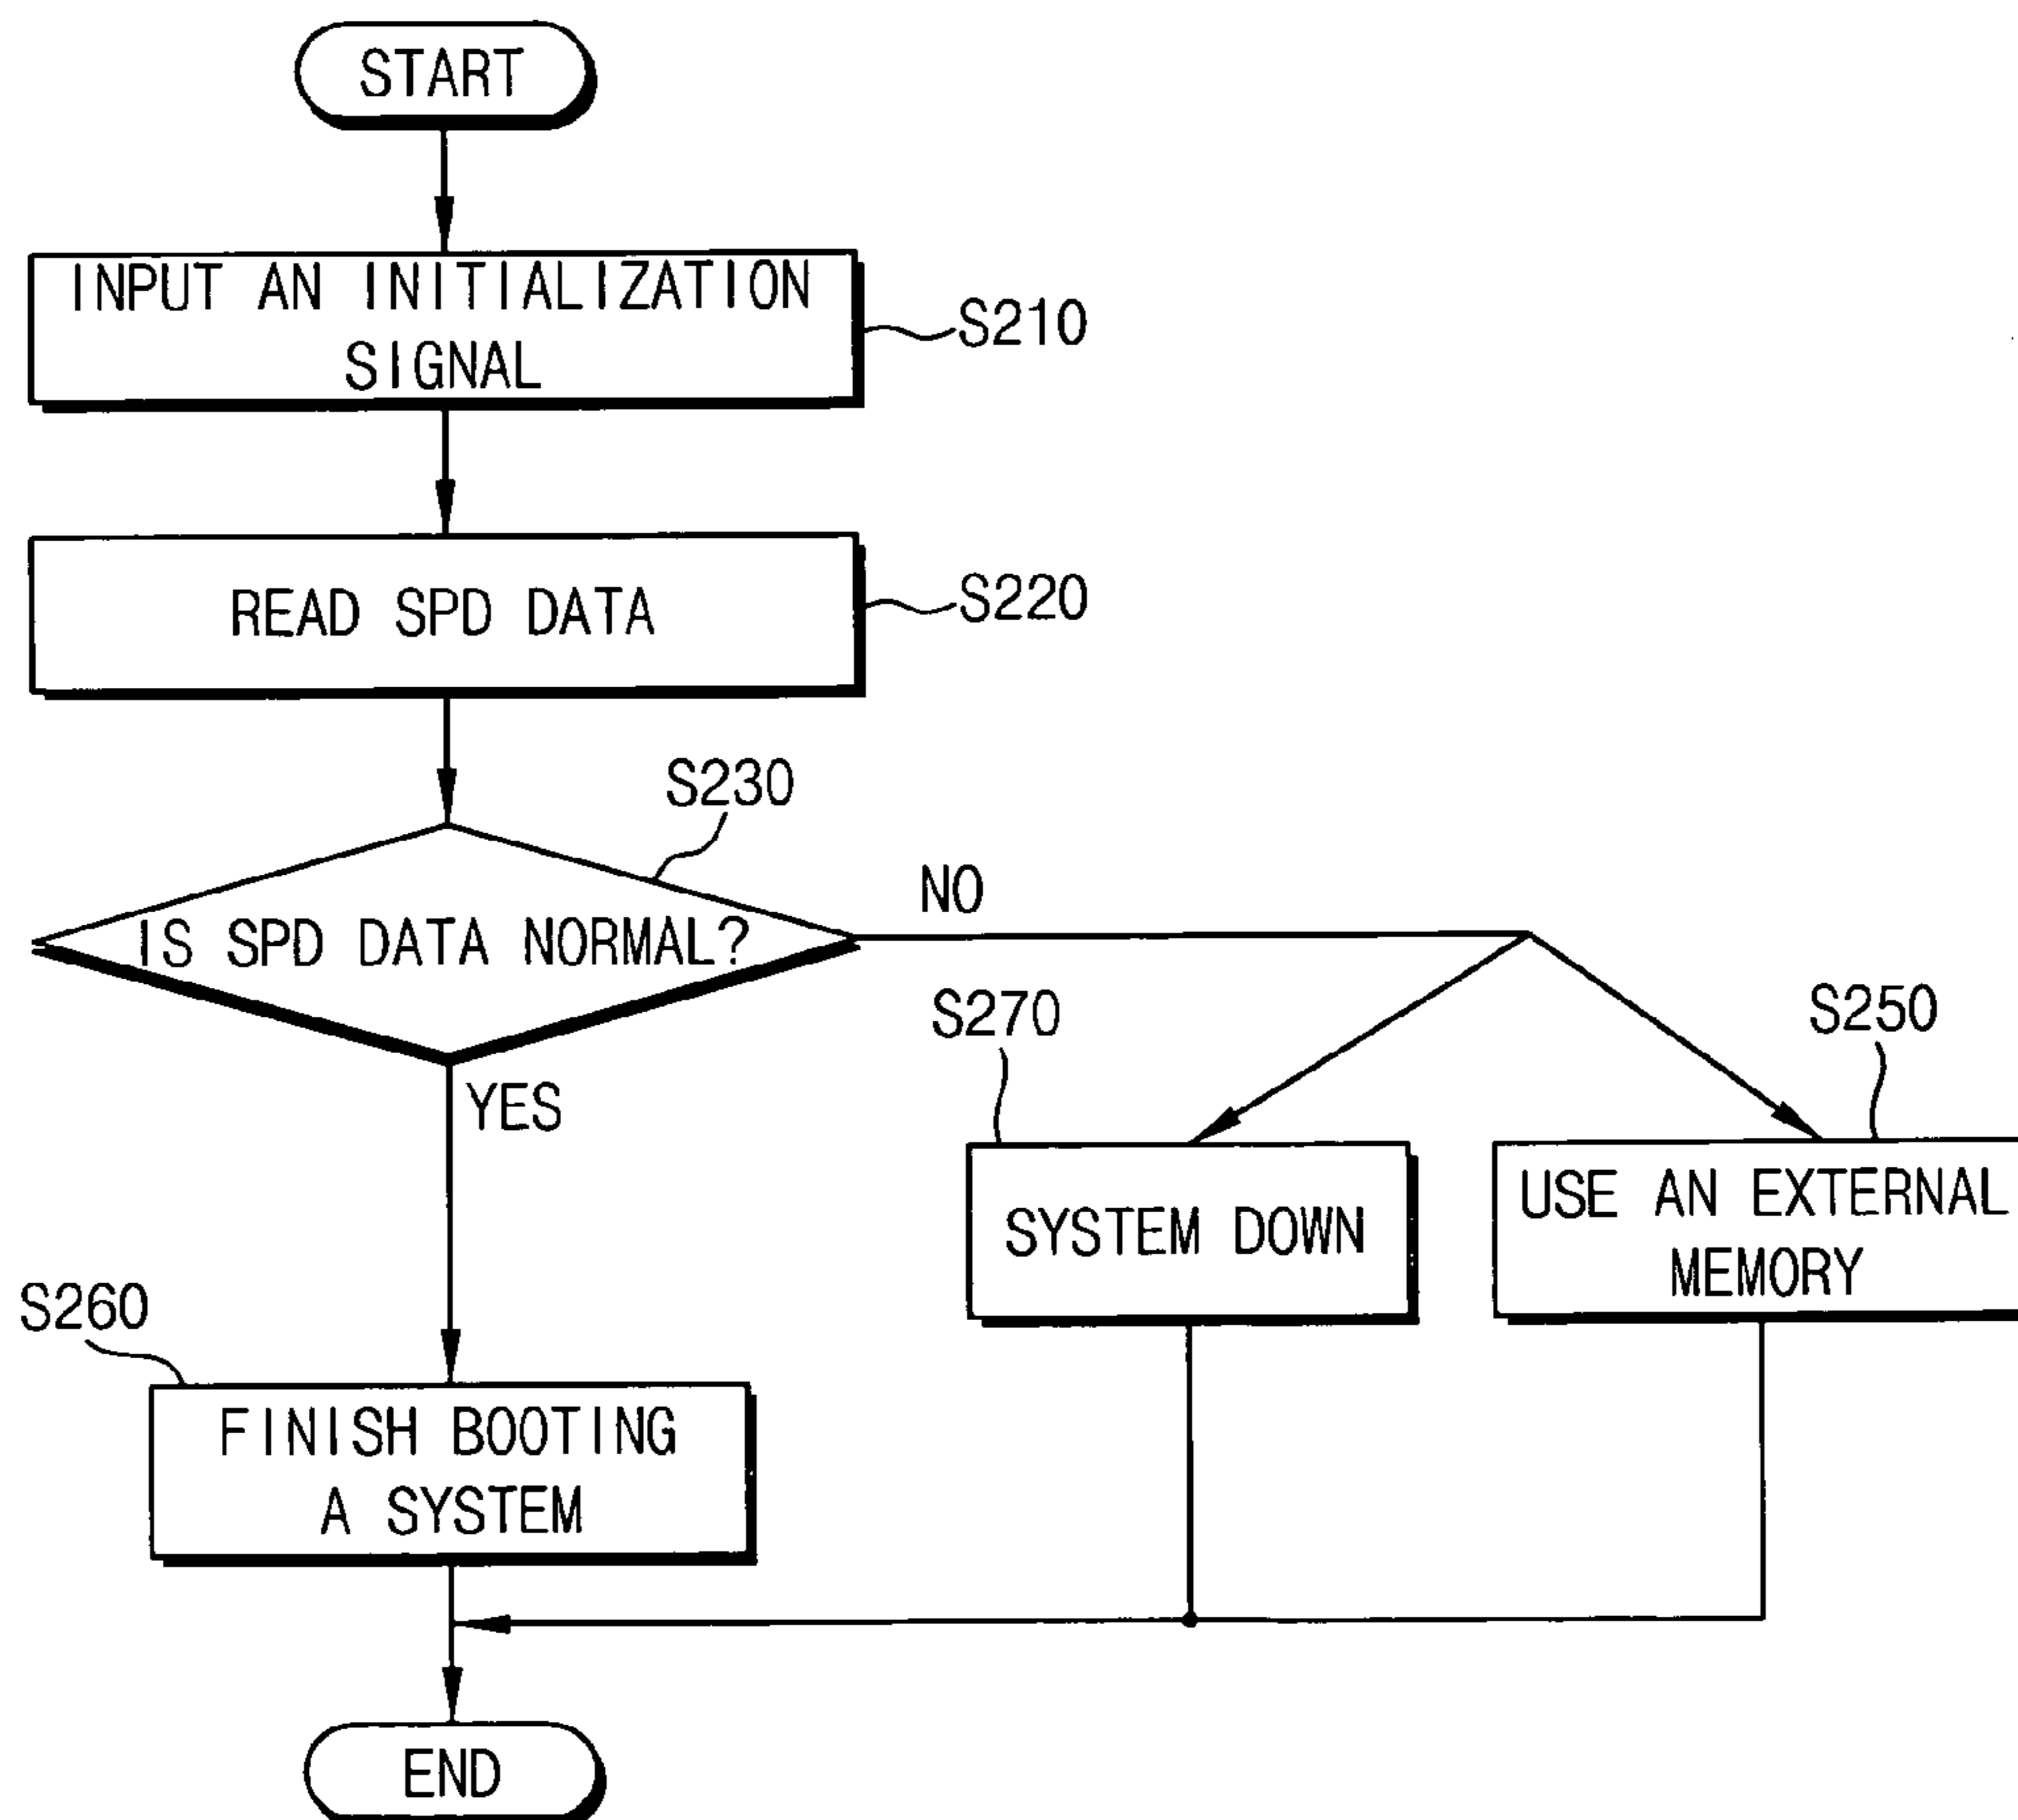 START
INPUT AN INITIALIZATION
SIGNAL
S210
READ SPD DATA
S220
S230
IS SPD DATA NORMAL?
NO
YES
S270
S250
SYSTEM DOWN
USE AN EXTERNAL
MEMORY
S260
FINISH BOOTING
A SYSTEM
END